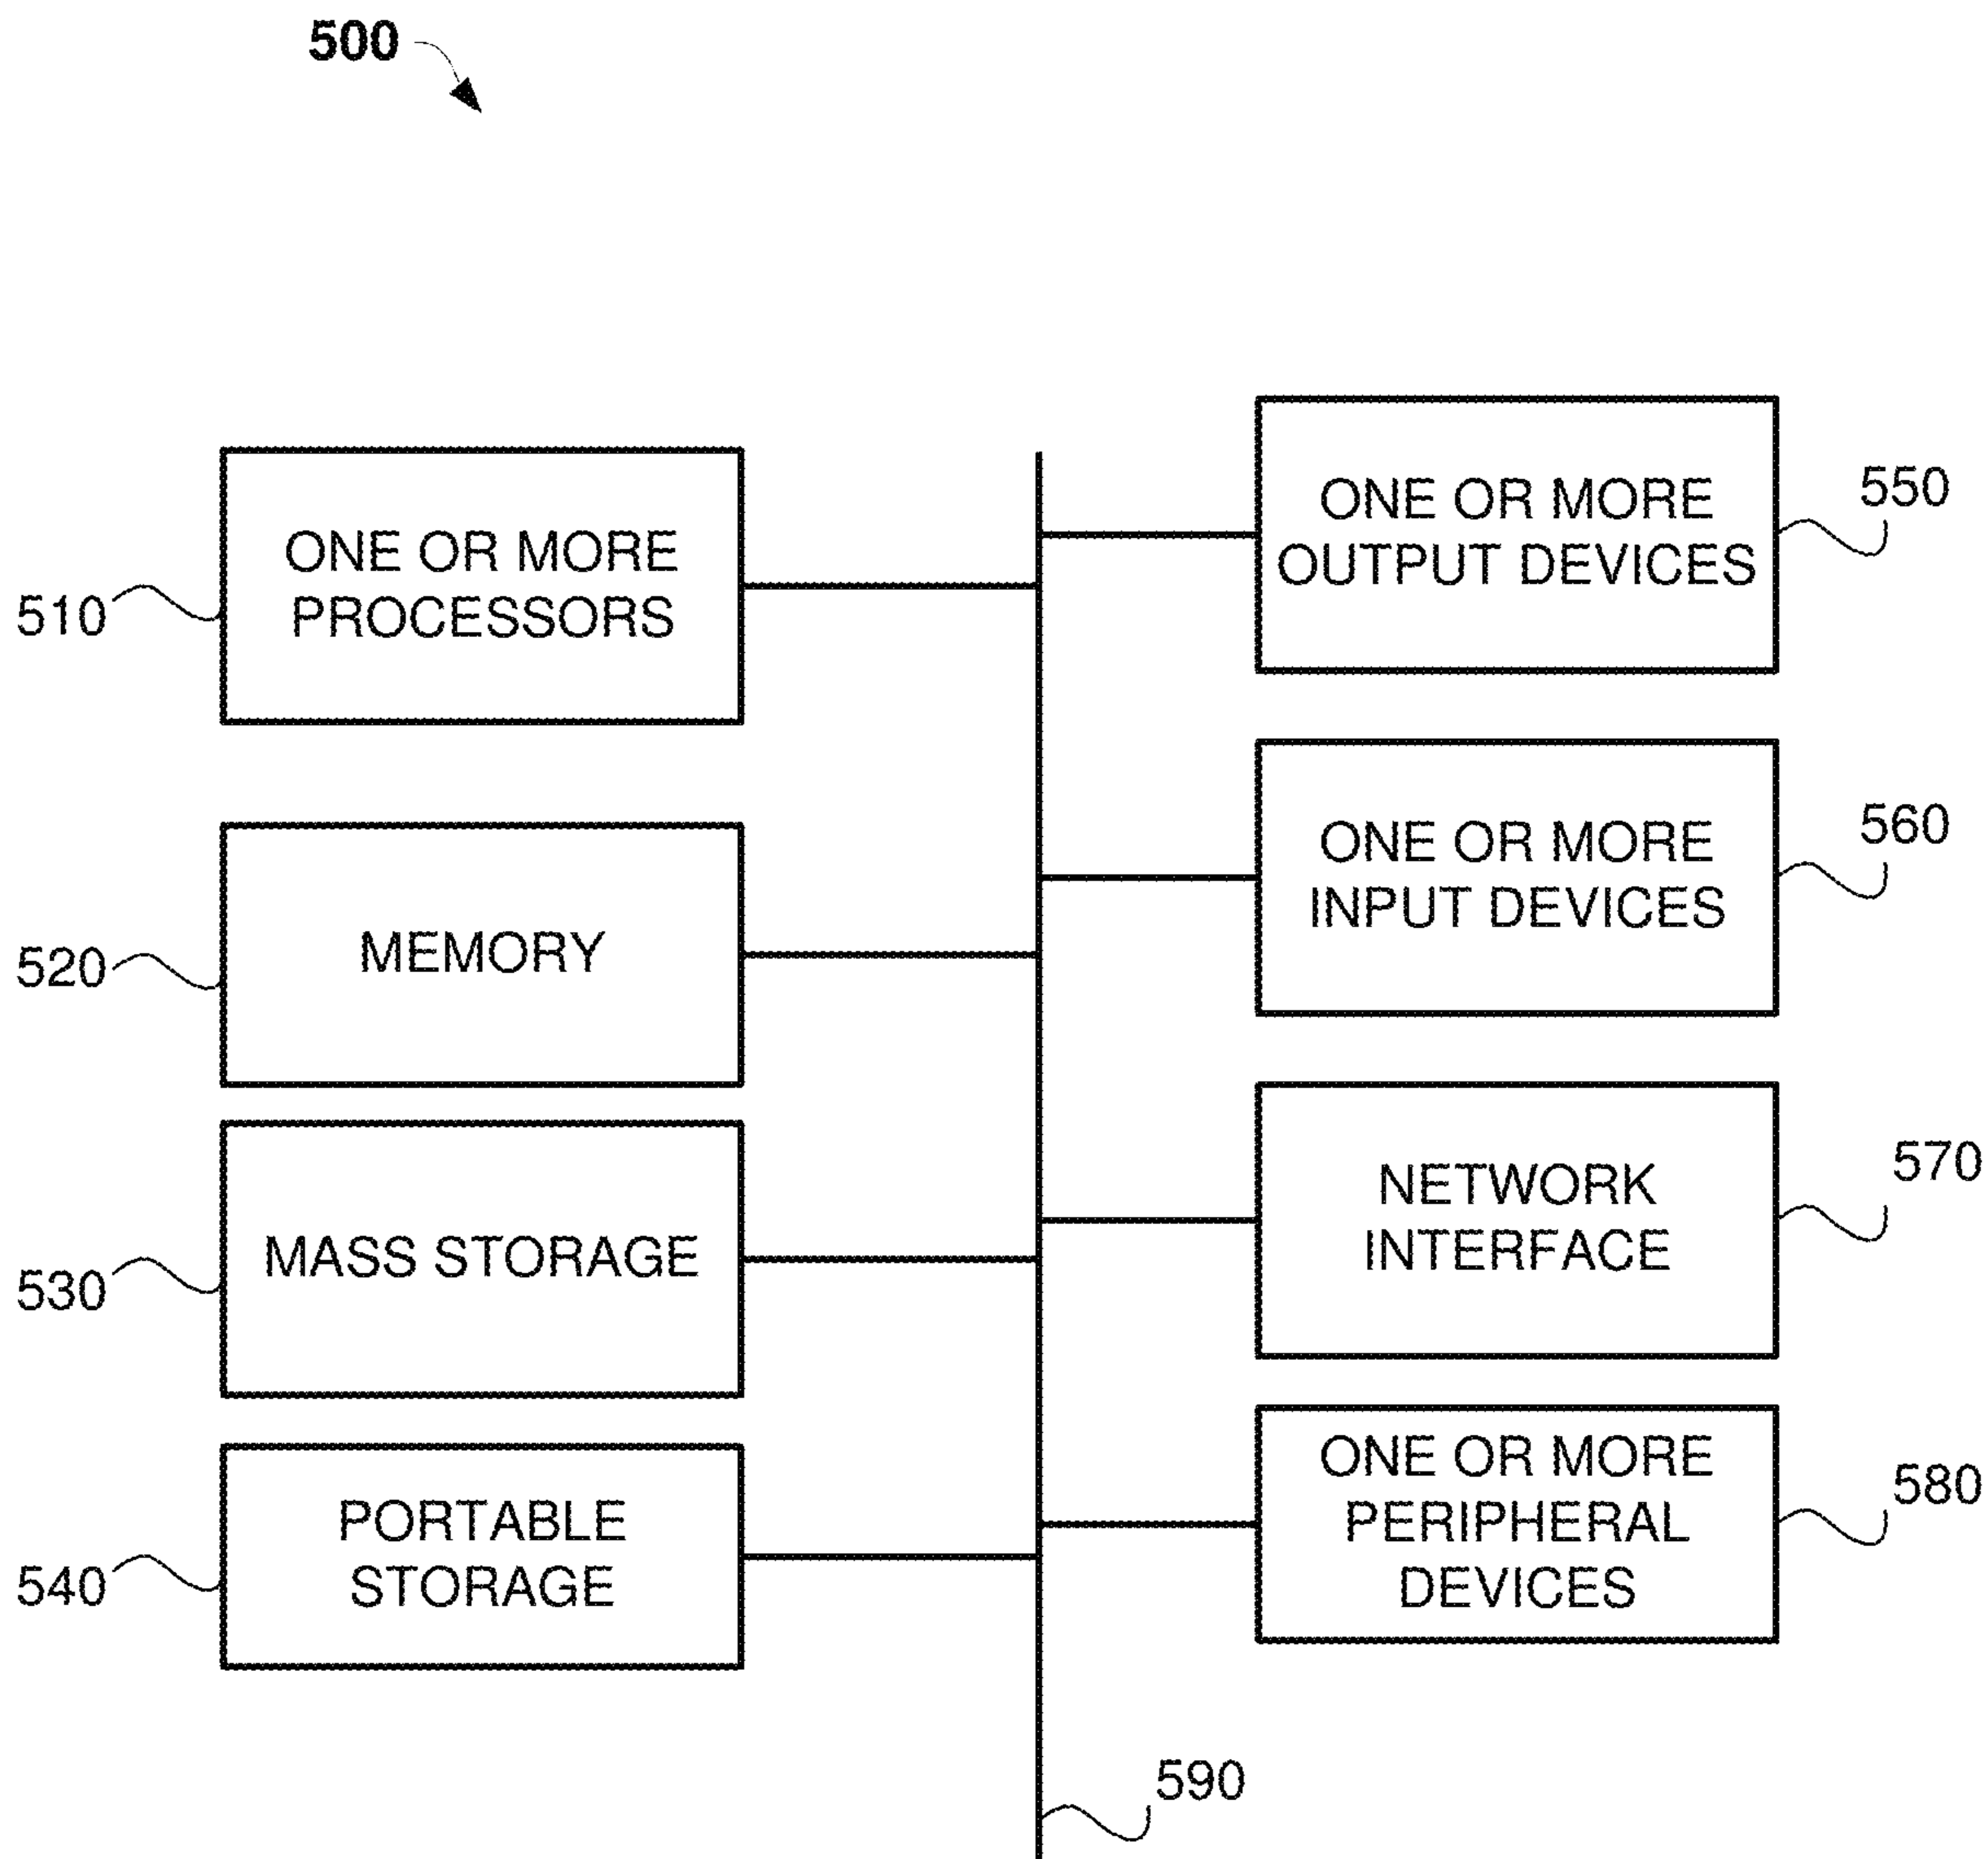 500
510
ONE OR MORE
PROCESSORS
520
MEMORY
530
MASS STORAGE
540
PORTABLE
STORAGE
ONE OR MORE
OUTPUT DEVICES
550
ONE OR MORE
INPUT DEVICES
560
NETWORK
INTERFACE
570
ONE OR MORE
PERIPHERAL
DEVICES
580
590